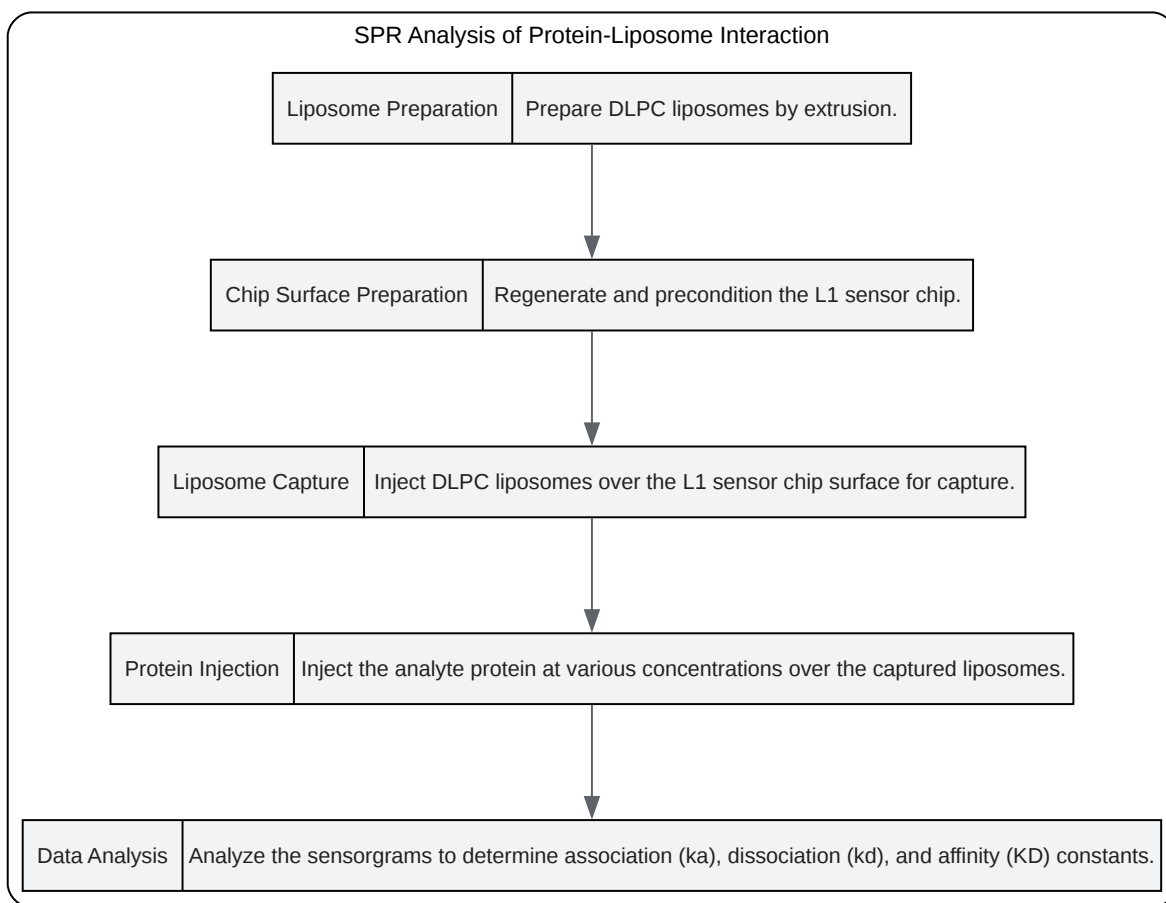 SPR Analysis of Protein-Liposome Interaction
Liposome Preparation
Prepare DLPC liposomes by extrusion.
Chip Surface Preparation
Regenerate and precondition the L1 sensor chip.
Liposome Capture
Inject DLPC liposomes over the L1 sensor chip surface for capture.
Protein Injection
Inject the analyte protein at various concentrations over the captured liposomes.
Data Analysis
Analyze the sensorgrams to determine association (ka), dissociation (kd), and affinity (KD) constants.